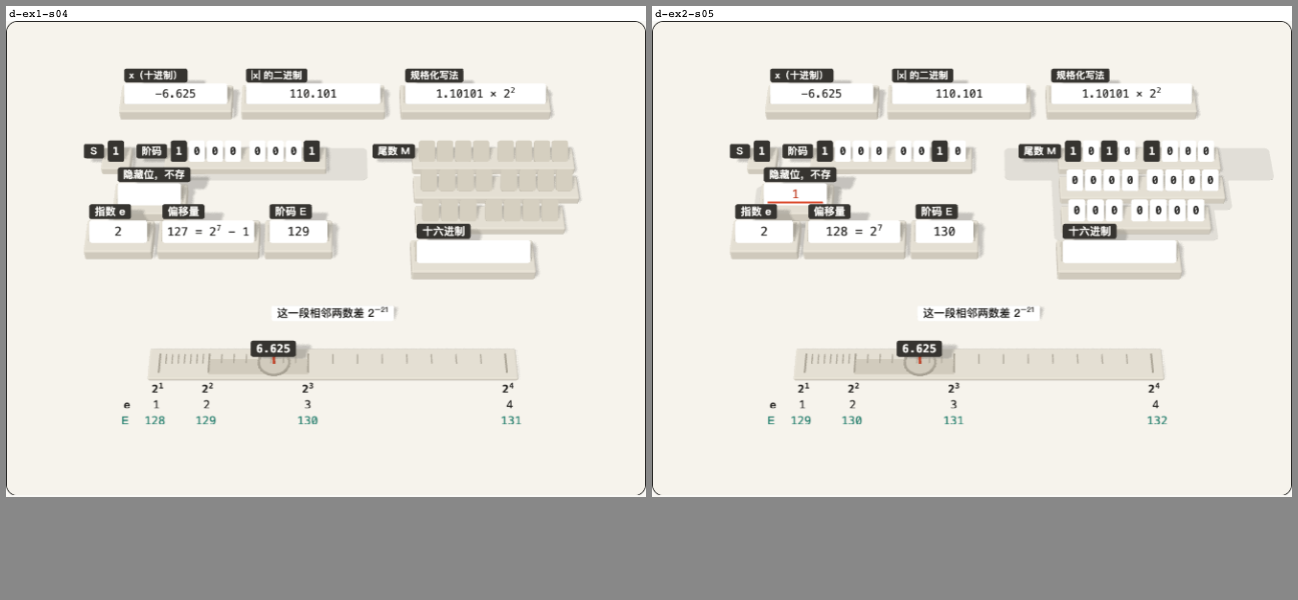 d-ex1-s04
x（十进制）
-6.625
|x| 的二进制
110.101
规格化写法
1.10101 × 2²
S 1 阶码 1 0 0 0 0 0 0 1
尾数 M
隐藏位，不存
指数 e
2
偏移量
127 = 2⁷ - 1
阶码 E
129
十六进制
这一段相邻两数差 2⁻²¹
6.625
2¹ 2² 2³ 2⁴
e 1 2 3 4
E 128 129 130 131
d-ex2-s05
x（十进制）
-6.625
|x| 的二进制
110.101
规格化写法
1.10101 × 2²
S 1 阶码 1 0 0 0 0 0 1 0
尾数 M 1 0 1 0 1 0 0 0
0 0 0 0 0 0 0 0
0 0 0 0 0 0 0
隐藏位，不存
1
指数 e
2
偏移量
128 = 2⁷
阶码 E
130
十六进制
这一段相邻两数差 2⁻²¹
6.625
2¹ 2² 2³ 2⁴
e 1 2 3 4
E 129 130 131 132